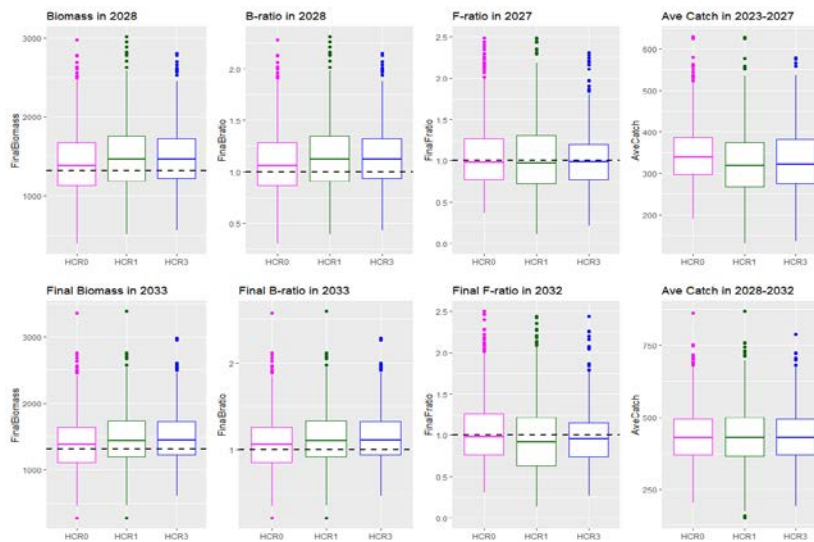 Biomass in 2028
B-ratio in 2028
F-ratio in 2027
Ave Catch in 2023-2027
FinalBiomass
3000
2000
1000
HCR0 HCR1 HCR3
FinalBratio
2.0
1.5
1.0
0.5
HCR0 HCR1 HCR3
FinalFratio
2.5
2.0
1.5
1.0
0.5
0.0
HCR0 HCR1 HCR3
AveCatch
600
500
400
300
200
HCR0 HCR1 HCR3
Final Biomass in 2033
Final B-ratio in 2033
Final F-ratio in 2032
Ave Catch in 2028-2032
FinalBiomass
3000
2000
1000
HCR0 HCR1 HCR3
FinalBratio
2
1
HCR0 HCR1 HCR3
FinalFratio
2.5
2.0
1.5
1.0
0.5
0.0
HCR0 HCR1 HCR3
AveCatch
750
500
250
HCR0 HCR1 HCR3